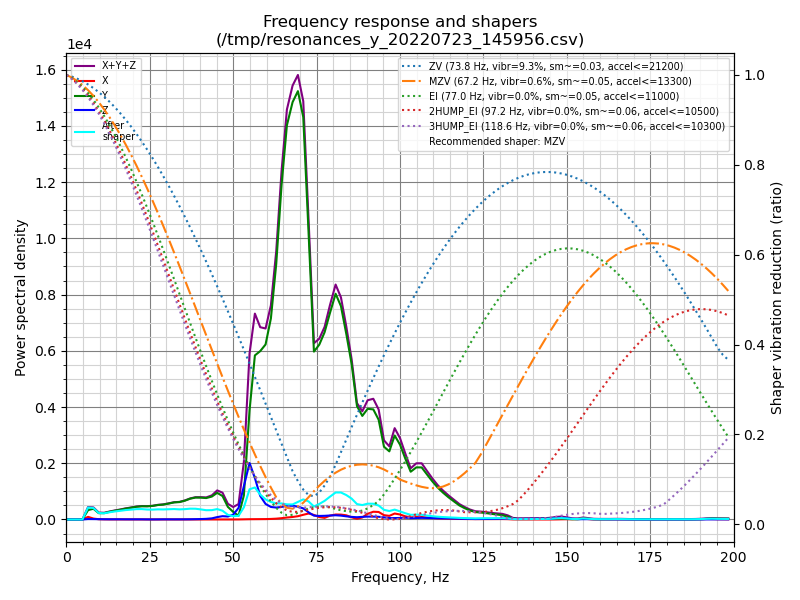 Frequency response and shapers
(/tmp/resonances_y_20220723_145956.csv)
1e4
X+Y+Z
X
Y
Z
After
shaper
ZV (73.8 Hz, vibr=9.3%, sm~=0.03, accel<=21200)
MZV (67.2 Hz, vibr=0.6%, sm~=0.05, accel<=13300)
EI (77.0 Hz, vibr=0.0%, sm~=0.05, accel<=11000)
2HUMP_EI (97.2 Hz, vibr=0.0%, sm~=0.06, accel<=10500)
3HUMP_EI (118.6 Hz, vibr=0.0%, sm~=0.06, accel<=10300)
Recommended shaper: MZV
Power spectral density
1.6
1.4
1.2
1.0
0.8
0.6
0.4
0.2
0.0
1.0
0.8
0.6
0.4
0.2
0.0
Shaper vibration reduction (ratio)
0
25
50
75
100
125
150
175
200
Frequency, Hz